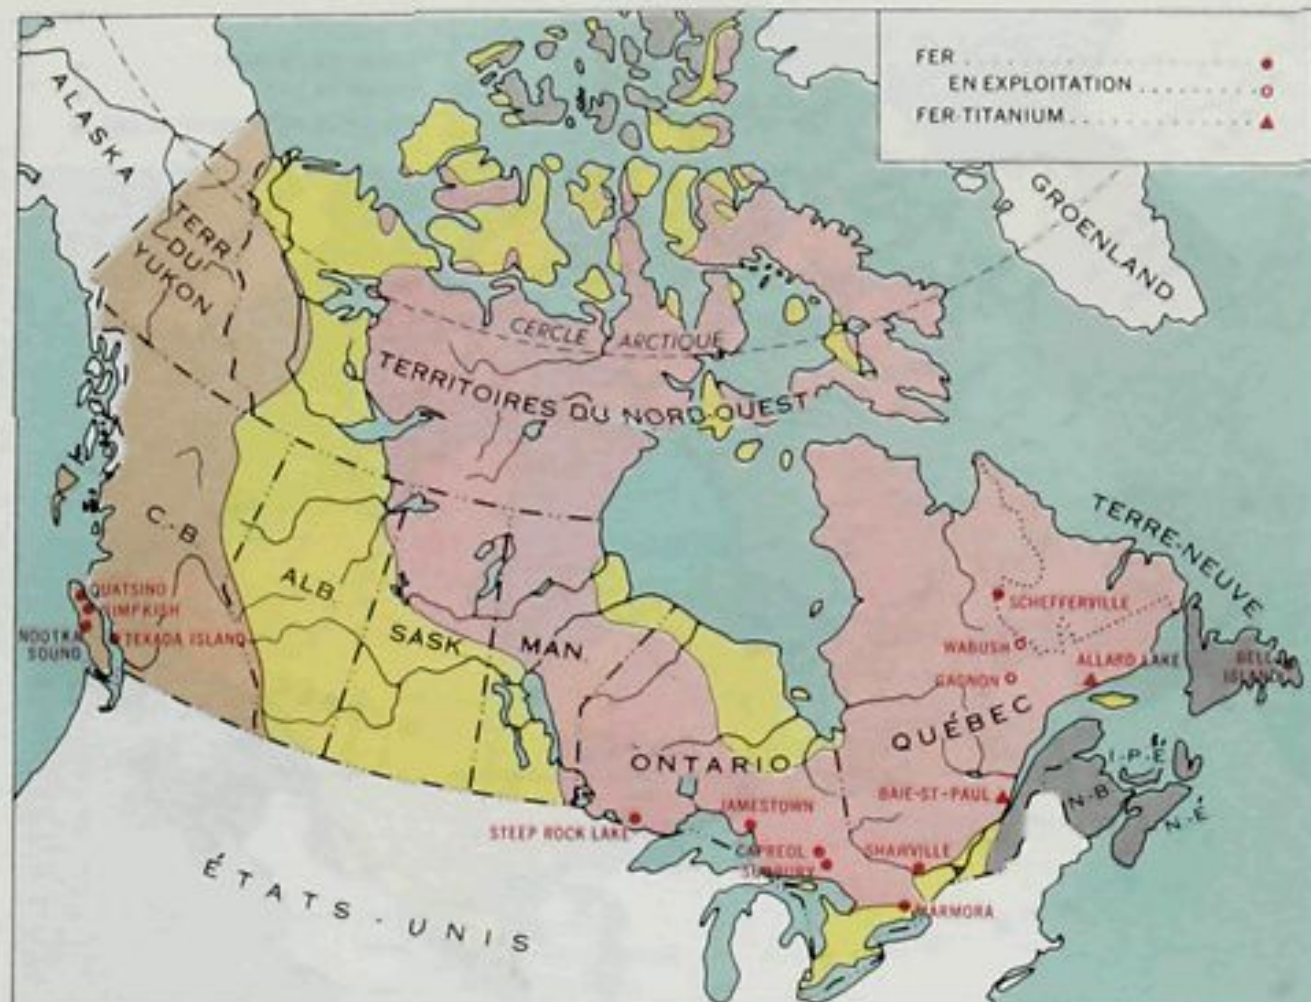 FER
EN EXPLOITATION
FER-TITANIUM
ALASKA
GROENLAND
TERR
DU
YUKON
CERCLE ARCTIQUE
TERRITOIRES DU NORD-OUEST
TERRE-NEUVE
C-B
ALB
SASK
MAN.
QUATSINO
NIMPKISH
NOOTKA
SOUND
TEXADA ISLAND
SCHEFFERVILLE
WABUSH
GAGNON
ALLARD LAKE
BELL
ISLAND
QUÉBEC
ONTARIO
I-P-É
N-B
N-É
BAIE-ST-PAUL
JAMESTOWN
STEEP ROCK LAKE
CAPREOL
SUDBURY
SHAWVILLE
MARMORA
ÉTATS-UNIS